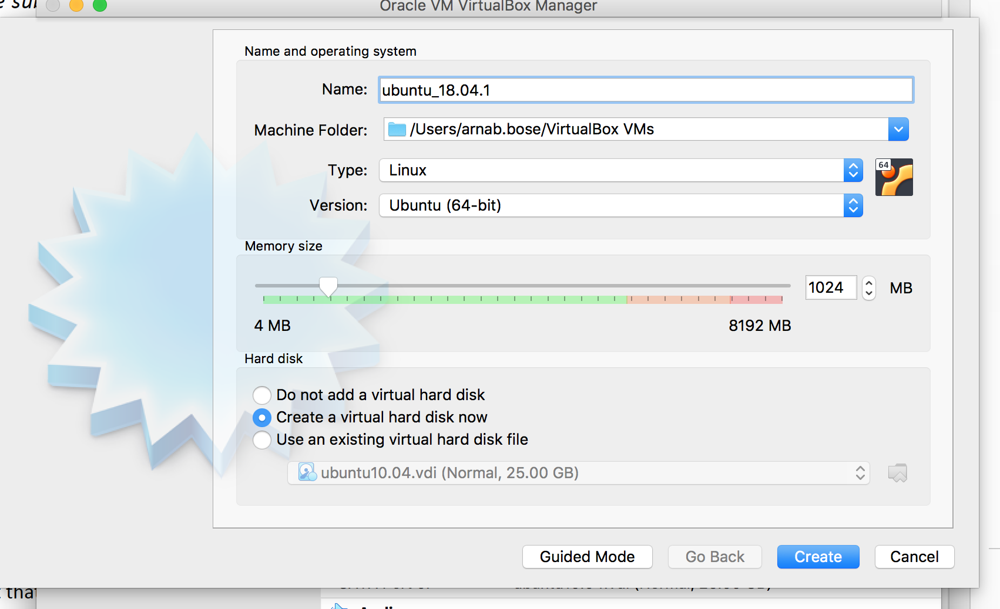 Oracle VM VirtualBox Manager
Name and operating system
Name: ubuntu_18.04.1
Machine Folder: /Users/arnab.bose/VirtualBox VMs
Type: Linux
64
Version: Ubuntu (64-bit)
Memory size
1024 MB
4 MB 8192 MB
Hard disk
Do not add a virtual hard disk
Create a virtual hard disk now
Use an existing virtual hard disk file
ubuntu10.04.vdi (Normal, 25.00 GB)
Guided Mode Go Back Create Cancel